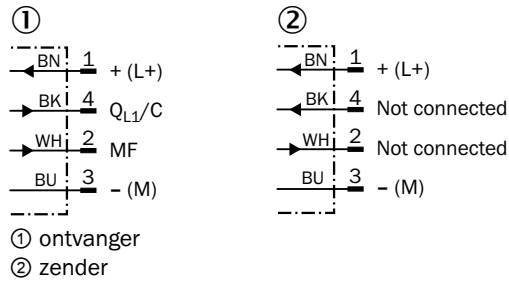 ①
BN 1 + (L+)
BK 4 QL1/C
WH 2 MF
BU 3 − (M)
②
BN 1 + (L+)
BK 4 Not connected
WH 2 Not connected
BU 3 − (M)
① ontvanger
② zender